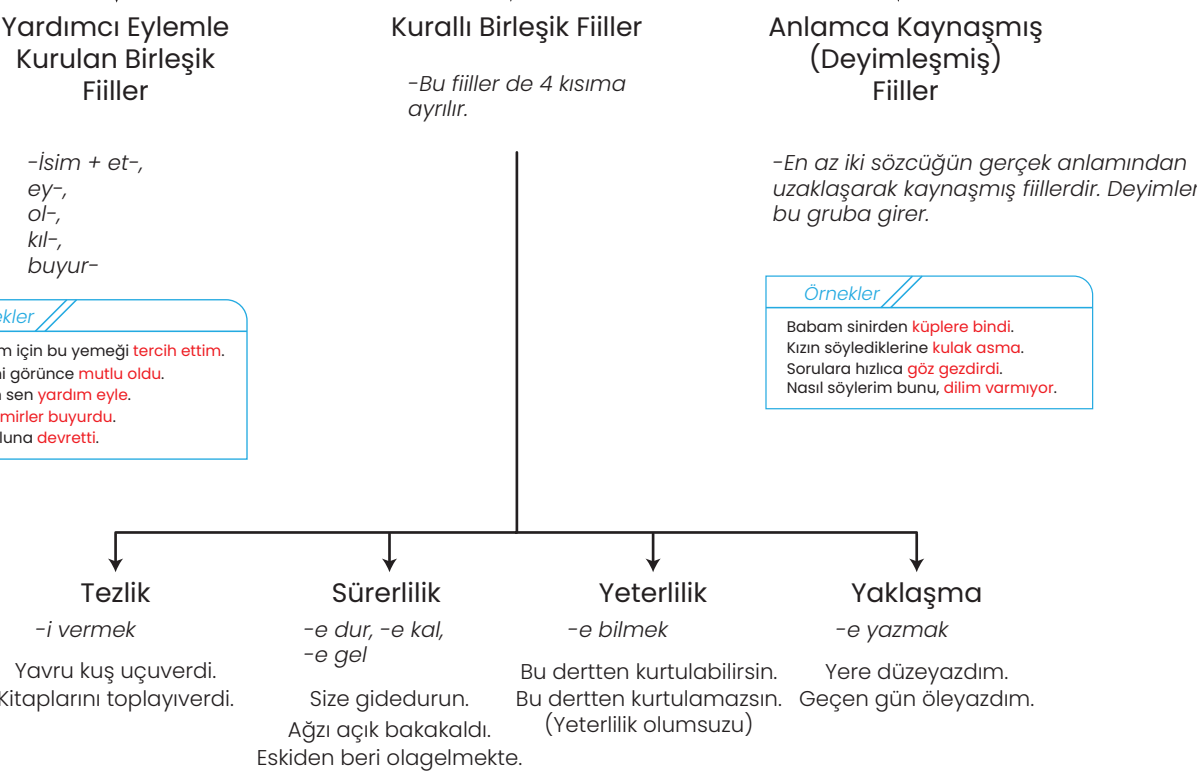 Yardımcı Eylemle
Kurulan Birleşik
Fiiller
-İsim + et-,
ey-,
ol-,
kıl-,
buyur-
için bu yemeği tercih ettim.
görünce mutlu oldu.
sen yardım eyle.
buyurdu.
devretti.
Kurallı Birleşik Fiiller
-Bu fiiller de 4 kısıma
ayrılır.
Anlamca Kaynaşmış
(Deyimleşmiş)
Fiiller
-En az iki sözcüğün gerçek anlamından
uzaklaşarak kaynaşmış fiillerdir. Deyimler
bu gruba girer.
Örnekler
Babam sinirden küplere bindi.
Kızın söylediklerine kulak asma.
Sorulara hızlıca göz gezdirdi.
Nasıl söylerim bunu, dilim varmıyor.
Tezlik
-i vermek
Yavru kuş uçuverdi.
Kitaplarını toplayıverdi.
Sürerlilik
-e dur, -e kal,
-e gel
Size gidedurun.
Ağzı açık bakakaldı.
Eskiden beri olagelmekte.
Yeterlilik
-e bilmek
Bu dertten kurtulabilirsin.
Bu dertten kurtulamazsın.
(Yeterlilik olumsuzu)
Yaklaşma
-e yazmak
Yere düzeyazdım.
Geçen gün öleyazdım.